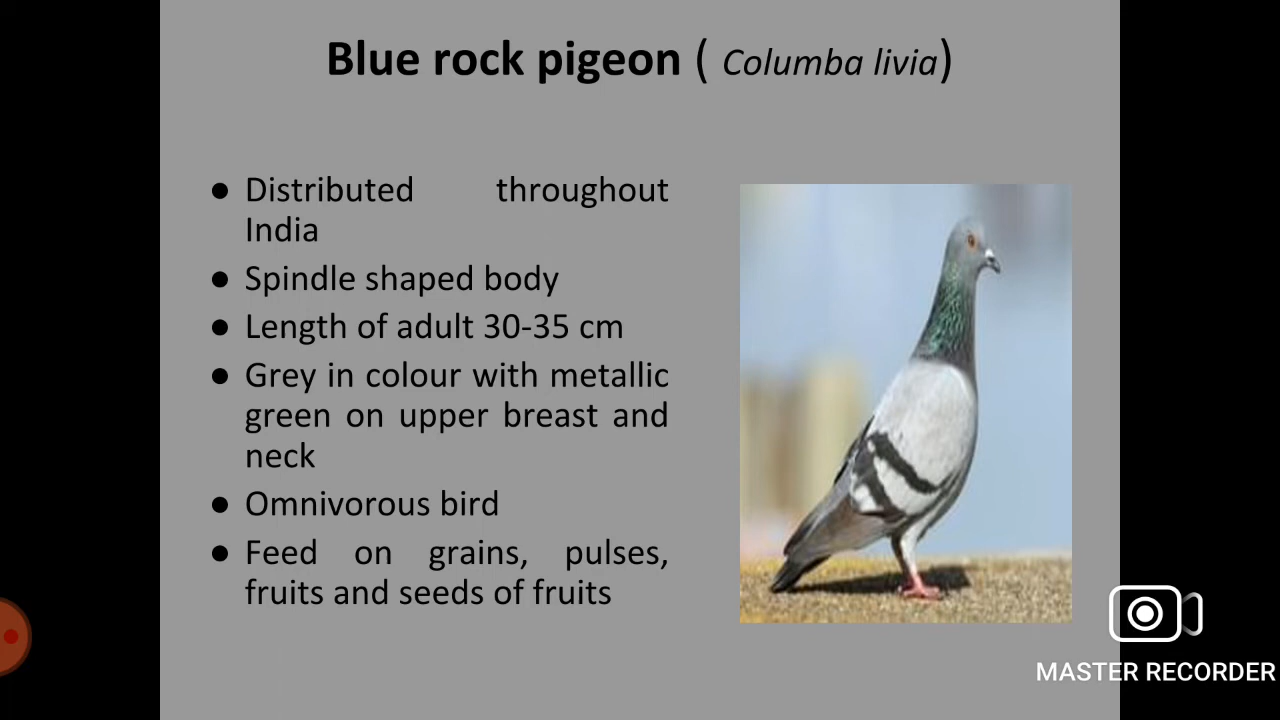 Blue rock pigeon ( Columba livia)
● Distributed throughout
India
● Spindle shaped body
● Length of adult 30-35 cm
● Grey in colour with metallic
green on upper breast and
neck
● Omnivorous bird
● Feed on grains, pulses,
fruits and seeds of fruits
MASTER RECORDER